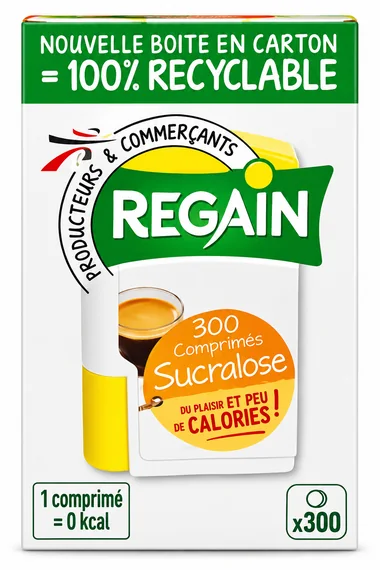 NOUVELLE BOITE EN CARTON
= 100% RECYCLABLE
PRODUCTEURS & COMMERÇANTS
REGAIN
300
Comprimés
Sucralose
DU PLAISIR ET PEU
DE CALORIES !
1 comprimé
= 0 kcal
x300